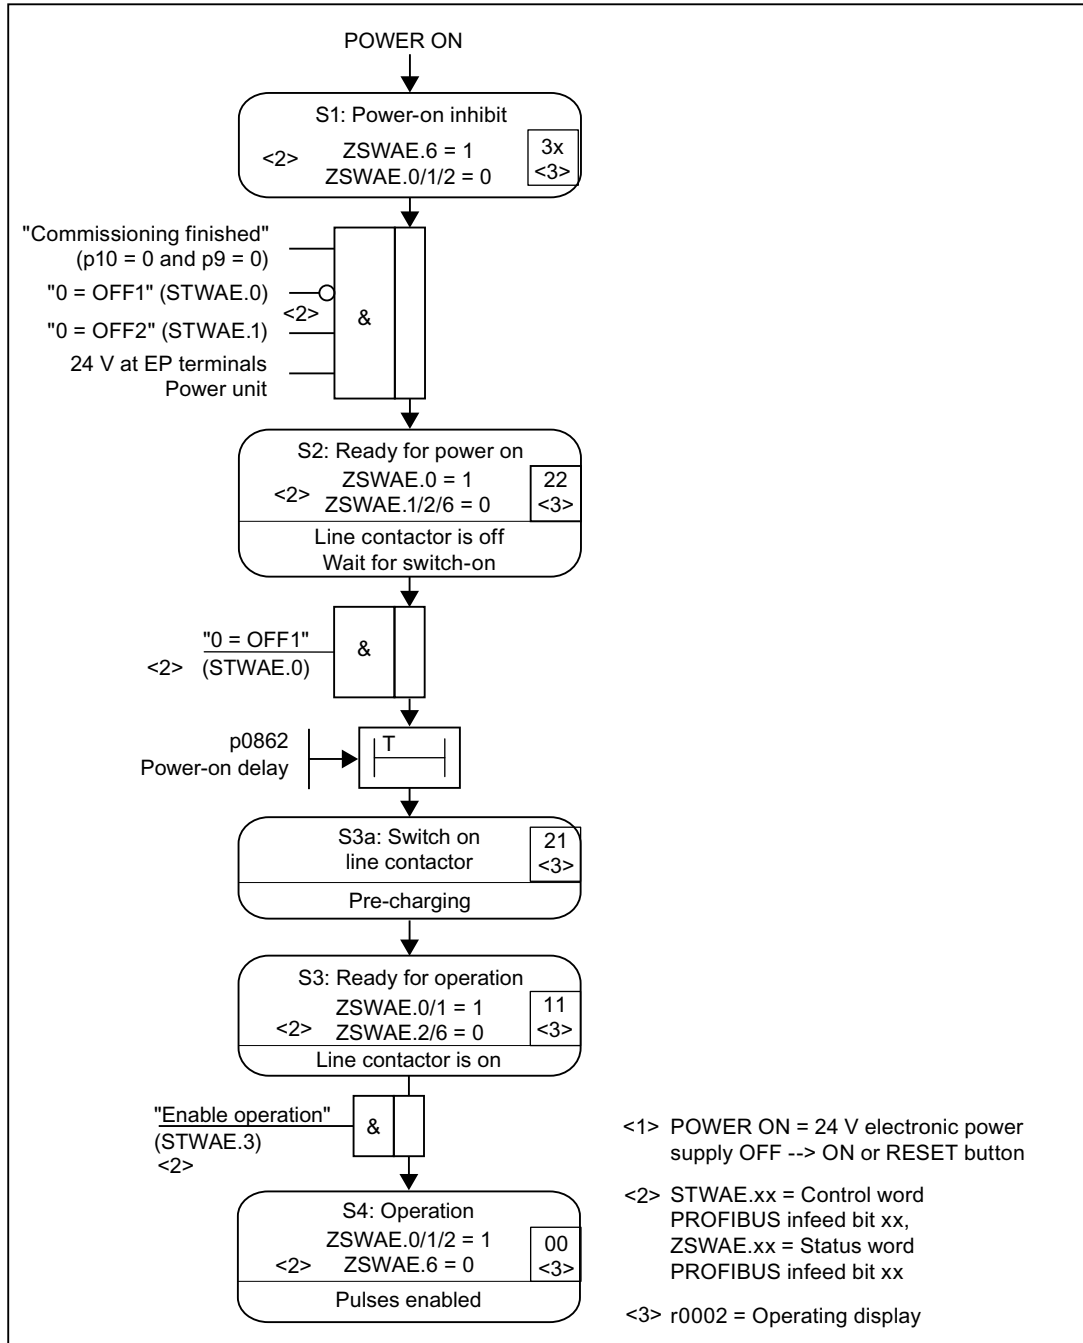 POWER ON
S1: Power-on inhibit
<2>
ZSWAE.6 = 1
ZSWAE.0/1/2 = 0
3x
<3>
"Commissioning finished"
(p10 = 0 and p9 = 0)
"0 = OFF1" (STWAE.0)
<2>
"0 = OFF2" (STWAE.1)
24 V at EP terminals
Power unit
&
S2: Ready for power on
<2>
ZSWAE.0 = 1
ZSWAE.1/2/6 = 0
22
<3>
Line contactor is off
Wait for switch-on
"0 = OFF1"
<2> (STWAE.0)
&
p0862
Power-on delay
T
S3a: Switch on
line contactor
21
<3>
Pre-charging
S3: Ready for operation
<2>
ZSWAE.0/1 = 1
ZSWAE.2/6 = 0
11
<3>
Line contactor is on
"Enable operation"
(STWAE.3)
<2>
&
S4: Operation
<2>
ZSWAE.0/1/2 = 1
ZSWAE.6 = 0
00
<3>
Pulses enabled
<1> POWER ON = 24 V electronic power
supply OFF --> ON or RESET button
<2> STWAE.xx = Control word
PROFIBUS infeed bit xx,
ZSWAE.xx = Status word
PROFIBUS infeed bit xx
<3> r0002 = Operating display